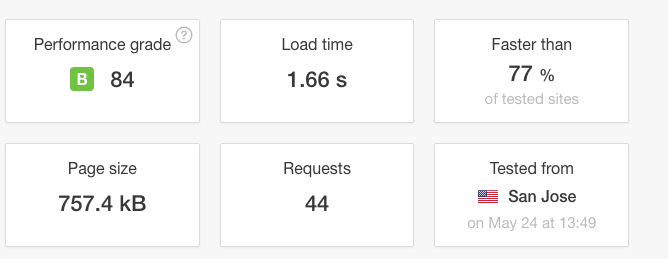 Performance grade ?
B 84
Load time
1.66 s
Faster than
77 %
of tested sites
Page size
757.4 kB
Requests
44
Tested from
San Jose
on May 24 at 13:49